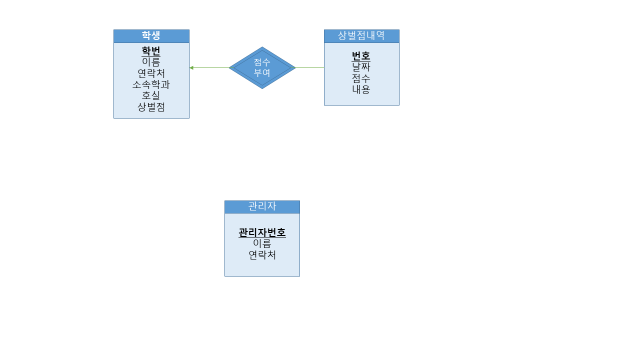 학생
학번
이름
연락처
소속학과
호실
상벌점
점수
부여
상벌점내역
번호
날짜
점수
내용
관리자
관리자번호
이름
연락처